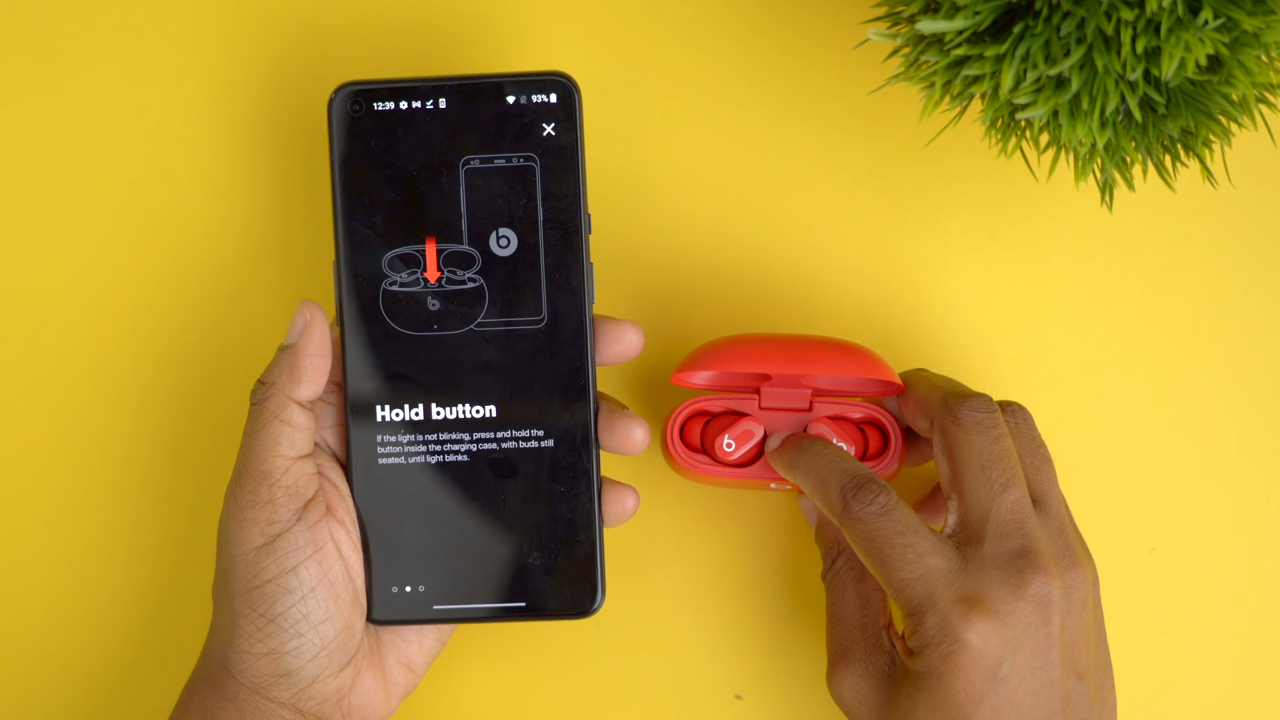 12:39
93%
Hold button
If the light is not blinking, press and hold the
button inside the charging case, with buds still
seated, until light blinks.